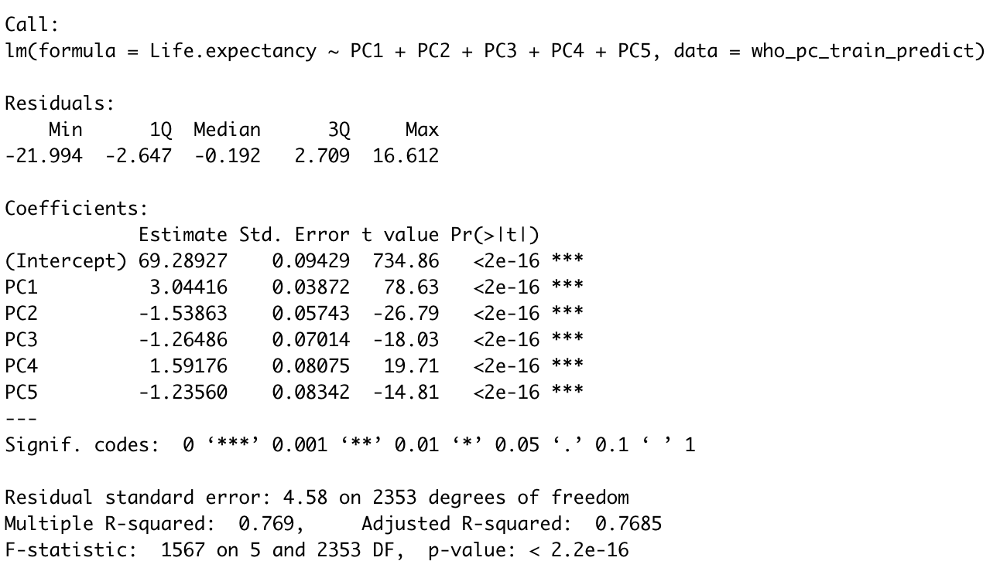 Call:
lm(formula = Life.expectancy ~ PC1 + PC2 + PC3 + PC4 + PC5, data = who_pc_train_predict)
Residuals:
    Min      1Q  Median      3Q     Max
-21.994  -2.647  -0.192   2.709  16.612
Coefficients:
            Estimate Std. Error t value Pr(>|t|)
(Intercept) 69.28927    0.09429  734.86   <2e-16 ***
PC1          3.04416    0.03872   78.63   <2e-16 ***
PC2         -1.53863    0.05743  -26.79   <2e-16 ***
PC3         -1.26486    0.07014  -18.03   <2e-16 ***
PC4          1.59176    0.08075   19.71   <2e-16 ***
PC5         -1.23560    0.08342  -14.81   <2e-16 ***
---
Signif. codes:  0 ‘***’ 0.001 ‘**’ 0.01 ‘*’ 0.05 ‘.’ 0.1 ‘ ’ 1
Residual standard error: 4.58 on 2353 degrees of freedom
Multiple R-squared:  0.769,     Adjusted R-squared:  0.7685
F-statistic:  1567 on 5 and 2353 DF,  p-value: < 2.2e-16